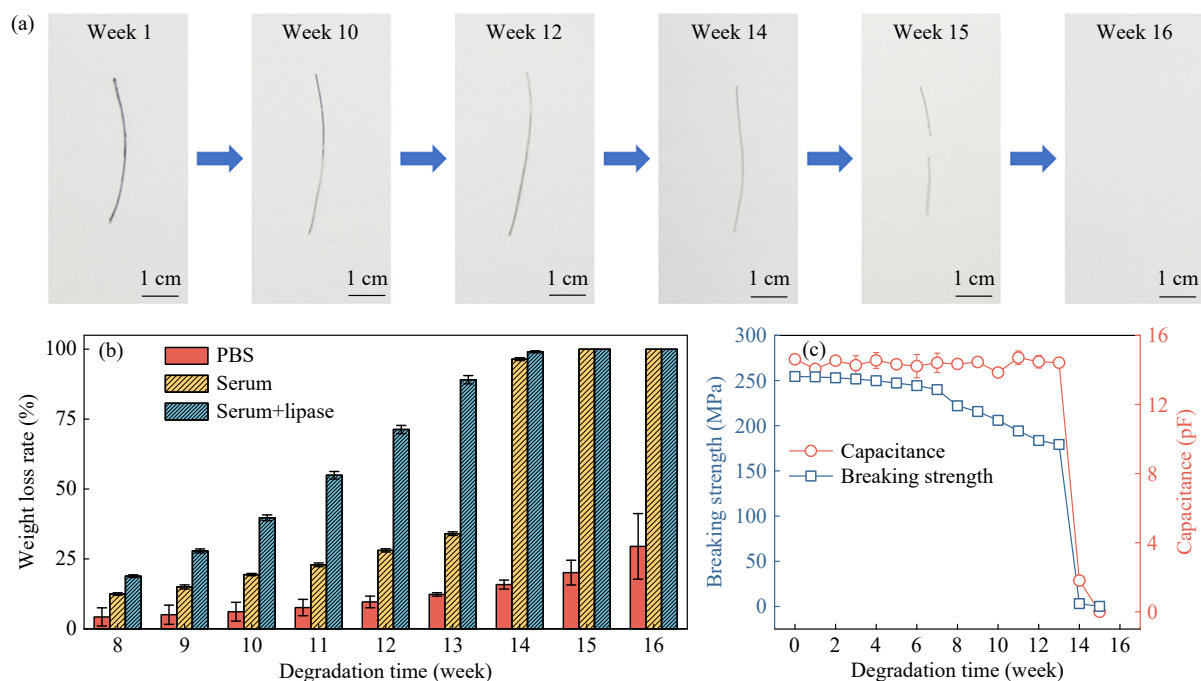 (a)
Week 1
Week 10
Week 12
Week 14
Week 15
Week 16
1 cm
1 cm
1 cm
1 cm
1 cm
1 cm
(b)
PBS
Serum
Serum+lipase
100
75
50
25
0
Weight loss rate (%)
8 9 10 11 12 13 14 15 16
Degradation time (week)
(c)
300
250
200
150
100
50
0
Breaking strength (MPa)
Capacitance
Breaking strength
16
14
12
4
0
Capacitance (pF)
0 2 4 6 8 10 12 14 16
Degradation time (week)